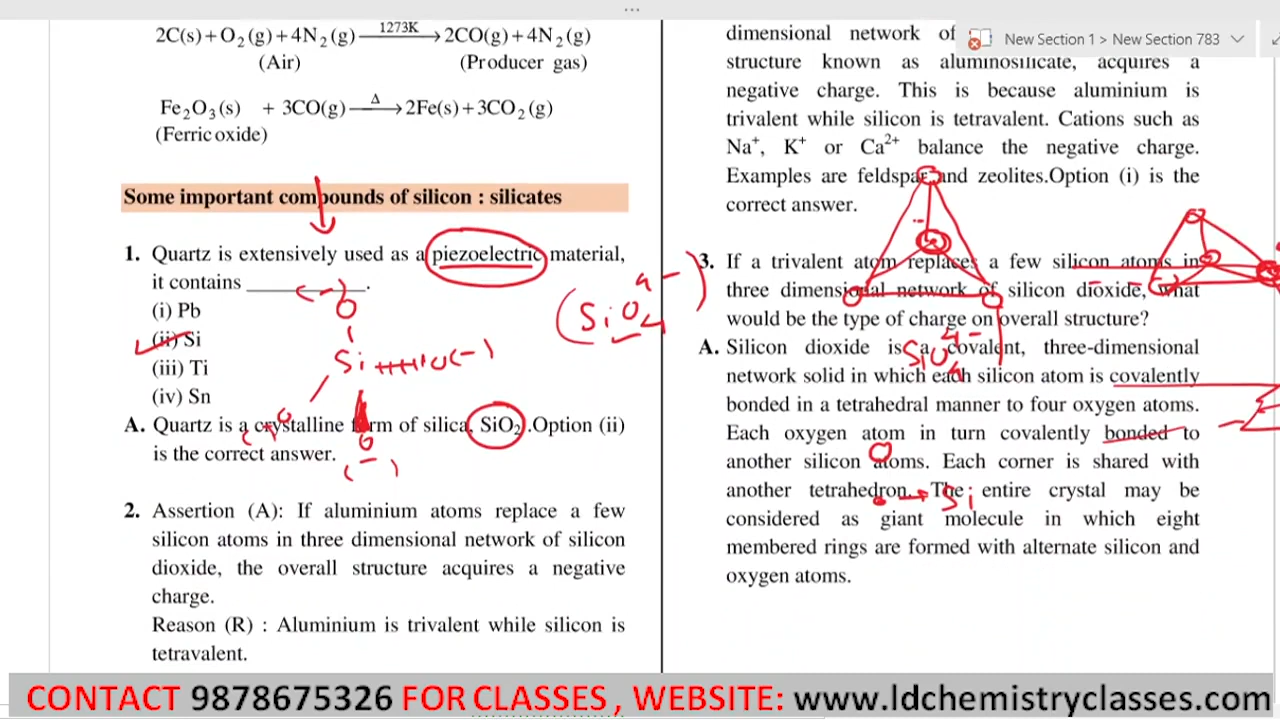 New Section 1 > New Section 783
2C(s)+O2(g)+4N2(g) 1273K → 2CO(g)+4N2(g)
(Air) (Producer gas)
Fe2O3(s) + 3CO(g) Δ → 2Fe(s)+3CO2(g)
(Ferric oxide)
Some important compounds of silicon : silicates
1. Quartz is extensively used as a piezoelectric material,
it contains ____________.
(i) Pb
(ii) Si
(iii) Ti
(iv) Sn
A. Quartz is a crystalline form of silica, SiO2.Option (ii)
is the correct answer.
(-)
O
Si O(-)
O
(-)
O
(-)
(SiO4 4-)
2. Assertion (A): If aluminium atoms replace a few
silicon atoms in three dimensional network of silicon
dioxide, the overall structure acquires a negative
charge.
Reason (R) : Aluminium is trivalent while silicon is
tetravalent.
dimensional network of
structure known as aluminosilicate, acquires a
negative charge. This is because aluminium is
trivalent while silicon is tetravalent. Cations such as
Na+, K+ or Ca2+ balance the negative charge.
Examples are feldspar and zeolites.Option (i) is the
correct answer.
3. If a trivalent atom replaces a few silicon atoms in
three dimensional network of silicon dioxide, what
would be the type of charge on overall structure?
A. Silicon dioxide is a covalent, three-dimensional
network solid in which each silicon atom is covalently
bonded in a tetrahedral manner to four oxygen atoms.
Each oxygen atom in turn covalently bonded to
another silicon atoms. Each corner is shared with
another tetrahedron. The entire crystal may be
considered as giant molecule in which eight
membered rings are formed with alternate silicon and
oxygen atoms.
SiO4 4-
→ Si
CONTACT 9878675326 FOR CLASSES , WEBSITE: www.ldchemistryclasses.com